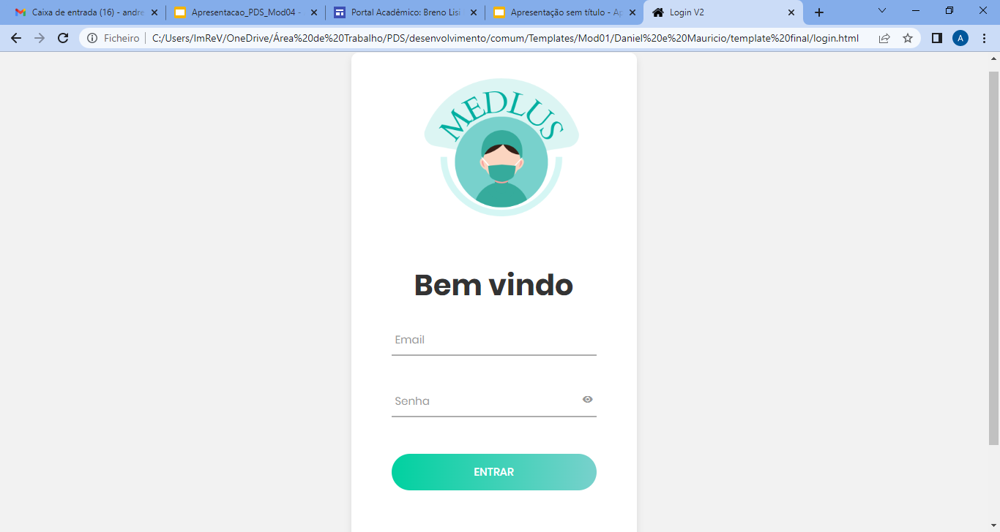 Caixa de entrada (16) - andre
Apresentacao_PDS_Mod04 -
Portal Acadêmico: Breno Lisi
Apresentação sem título - Ap
Login V2
Ficheiro
C:/Users/ImReV/OneDrive/Área%20de%20Trabalho/PDS/desenvolvimento/comum/Templates/Mod01/Daniel%20e%20Mauricio/template%20final/login.html
A
MEDLUS
Bem vindo
Email
Senha
ENTRAR